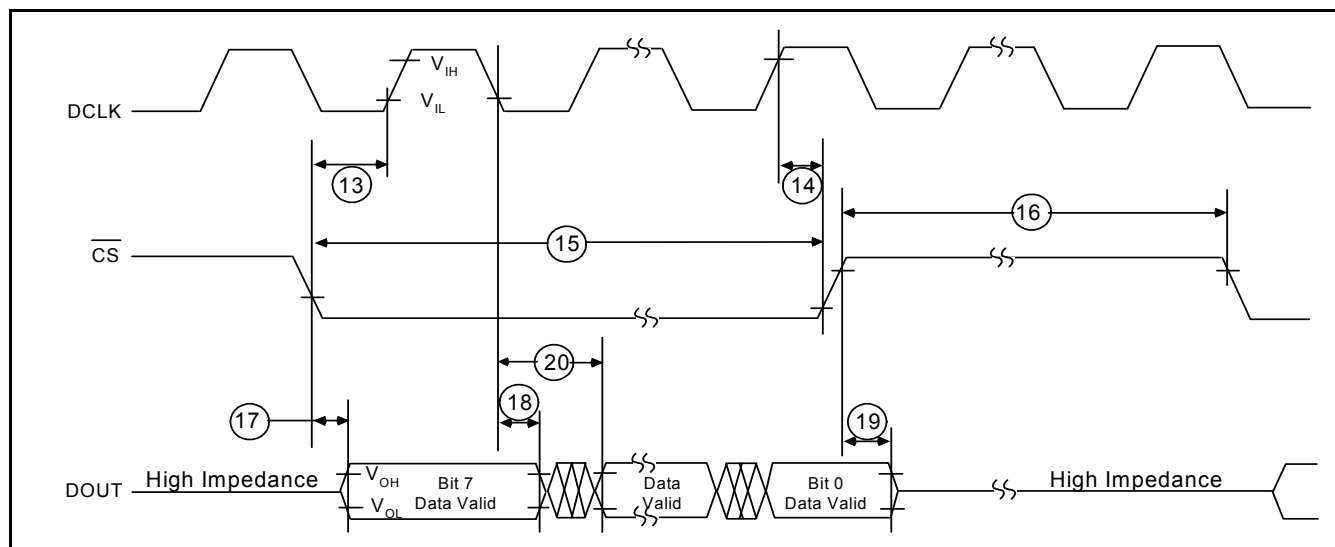 V_IH
V_IL
DCLK
13
14
16
15
CS
20
18
17
19
High Impedance
V_OH
Bit 7
Data
Bit 0
High Impedance
DOUT
V_OL
Data Valid
Valid
Data Valid